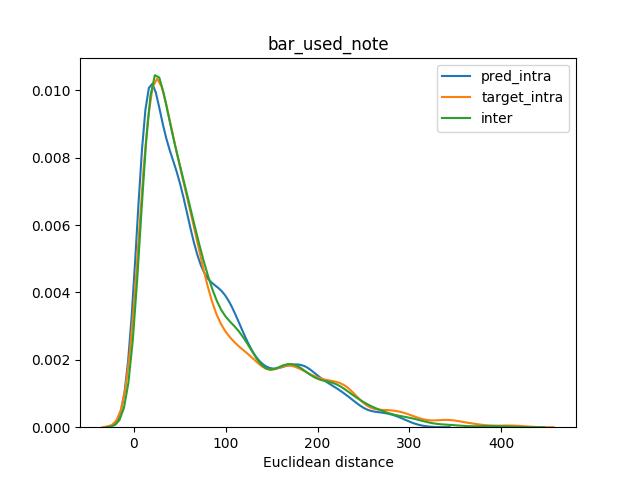 bar_used_note
pred_intra
target_intra
inter
0.010
0.008
0.006
0.004
0.002
0.000
0
100
200
300
400
Euclidean distance